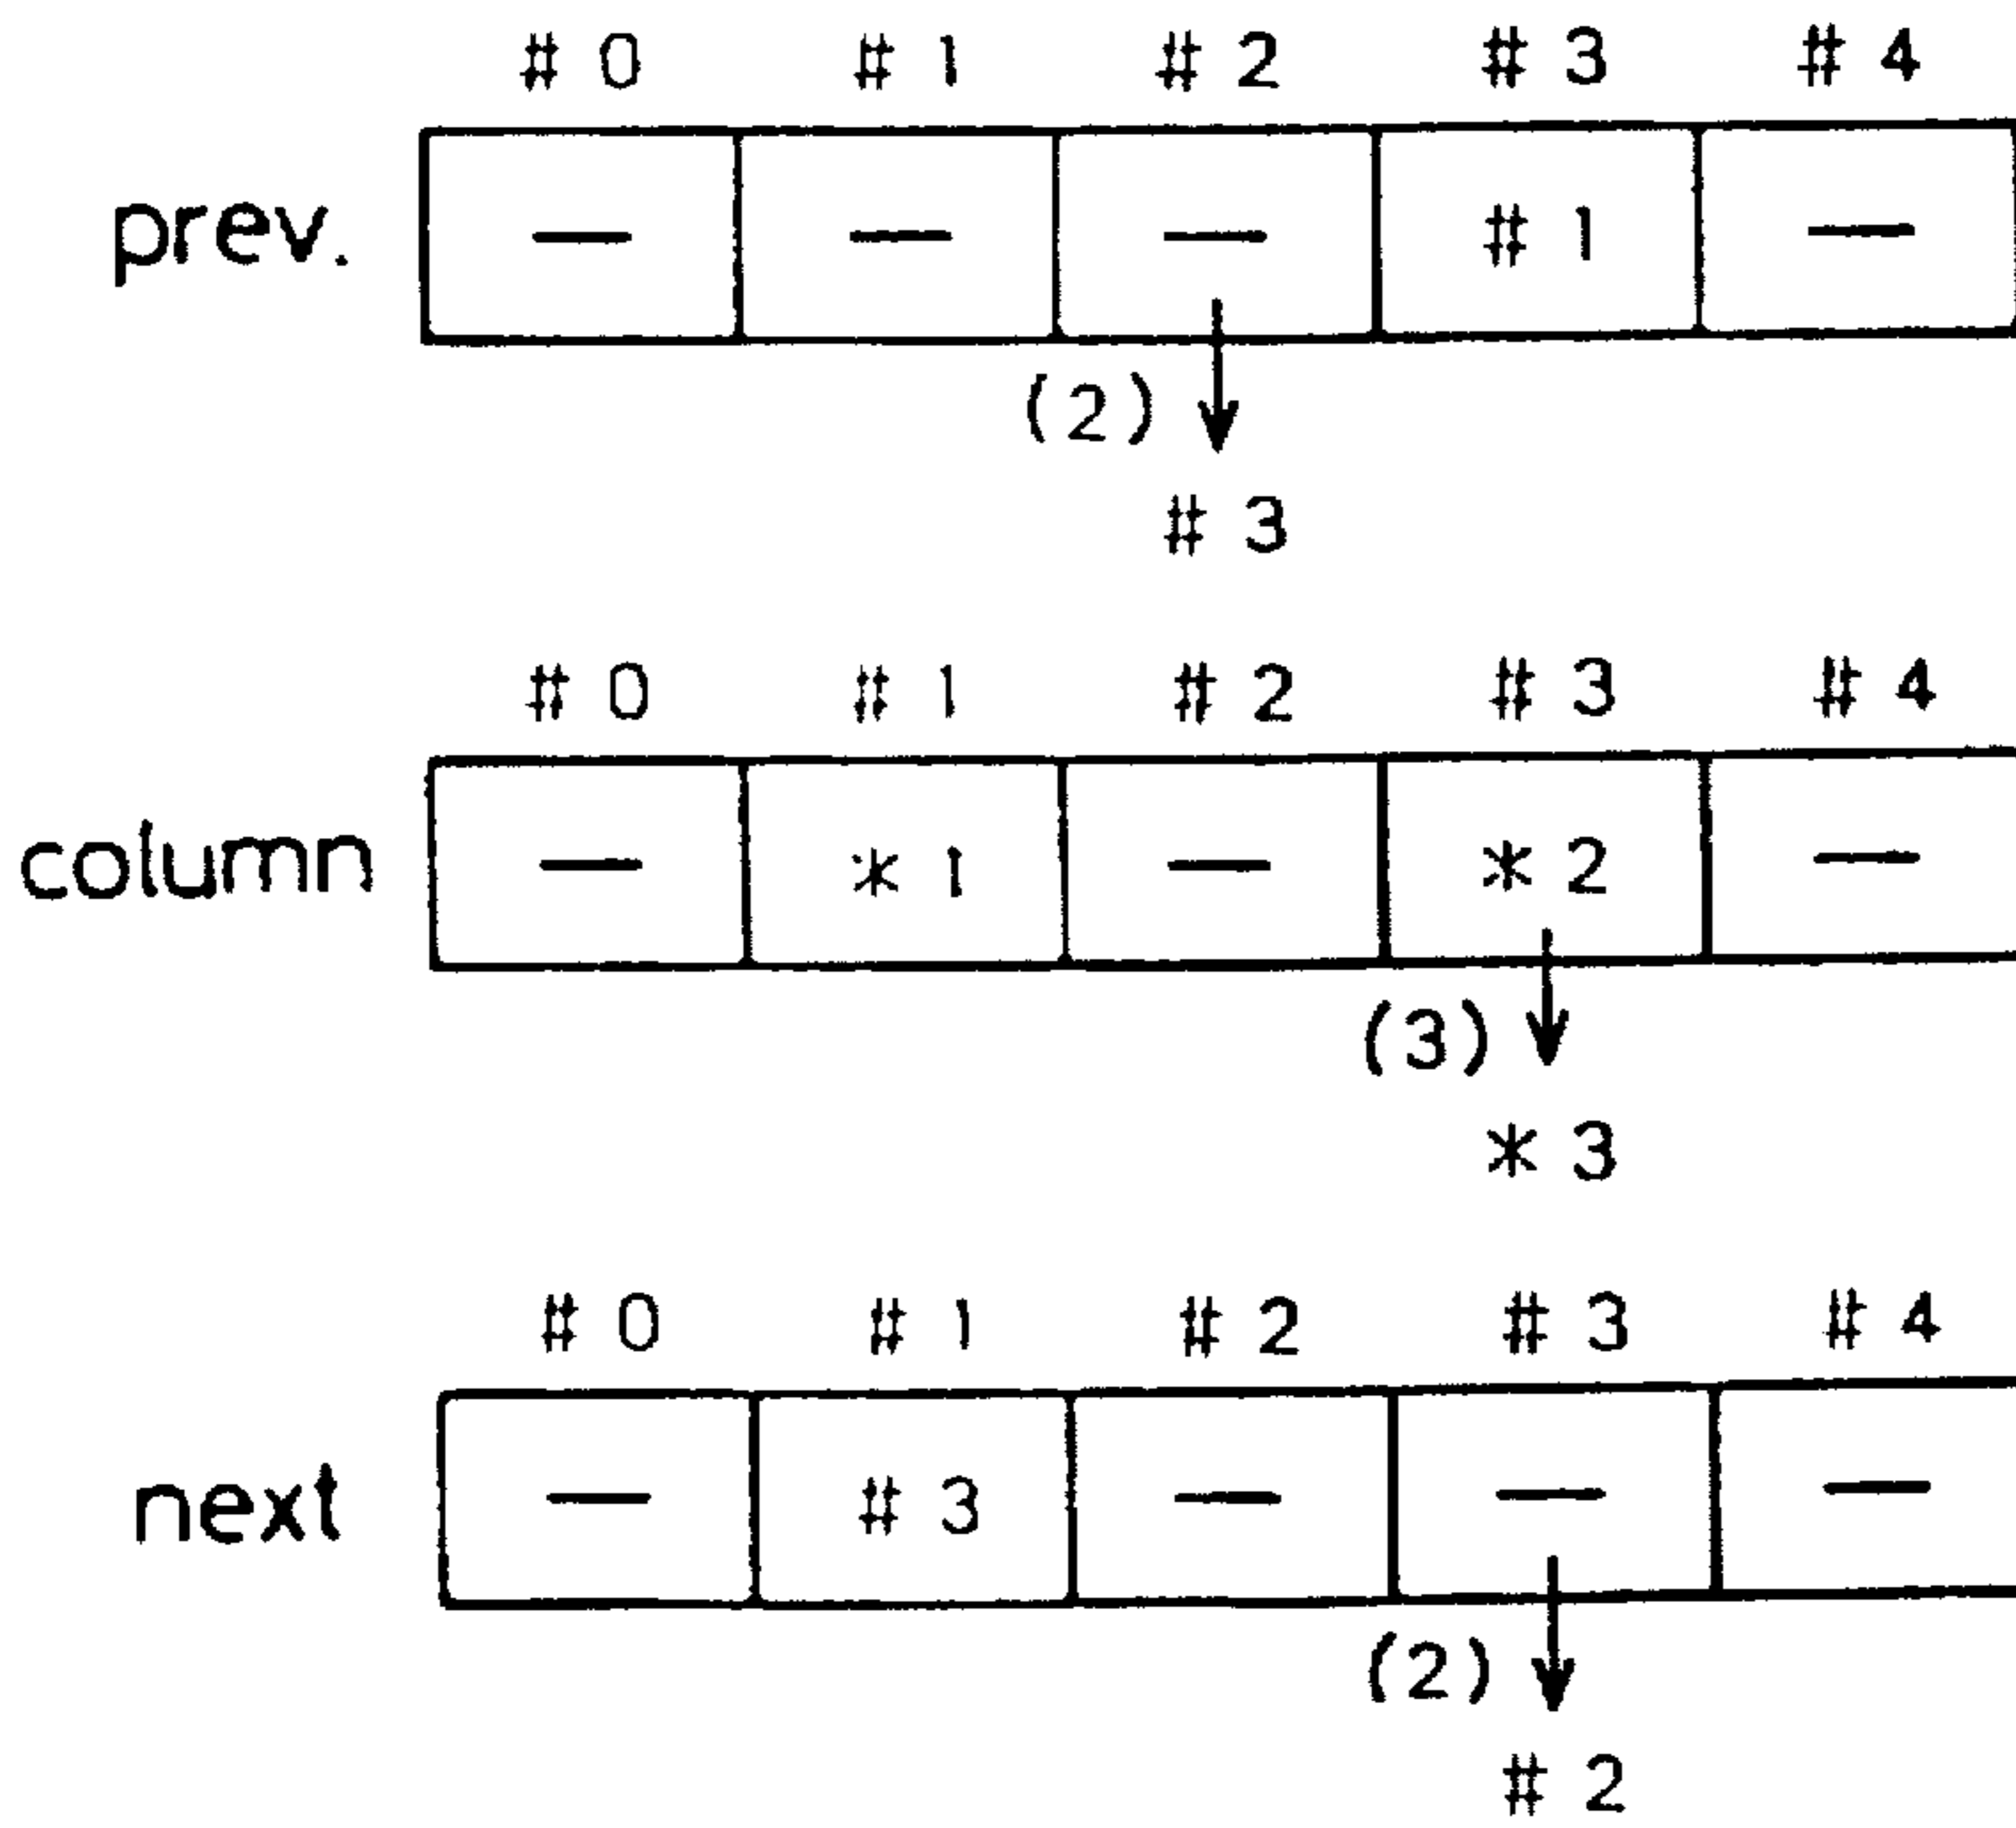 # 0 # 1 # 2 # 3 # 4
prev. — — — # 1 —
(2)
# 3
# 0 # 1 # 2 # 3 # 4
column — * 1 — * 2 —
(3)
* 3
# 0 # 1 # 2 # 3 # 4
next — # 3 — — —
(2)
# 2